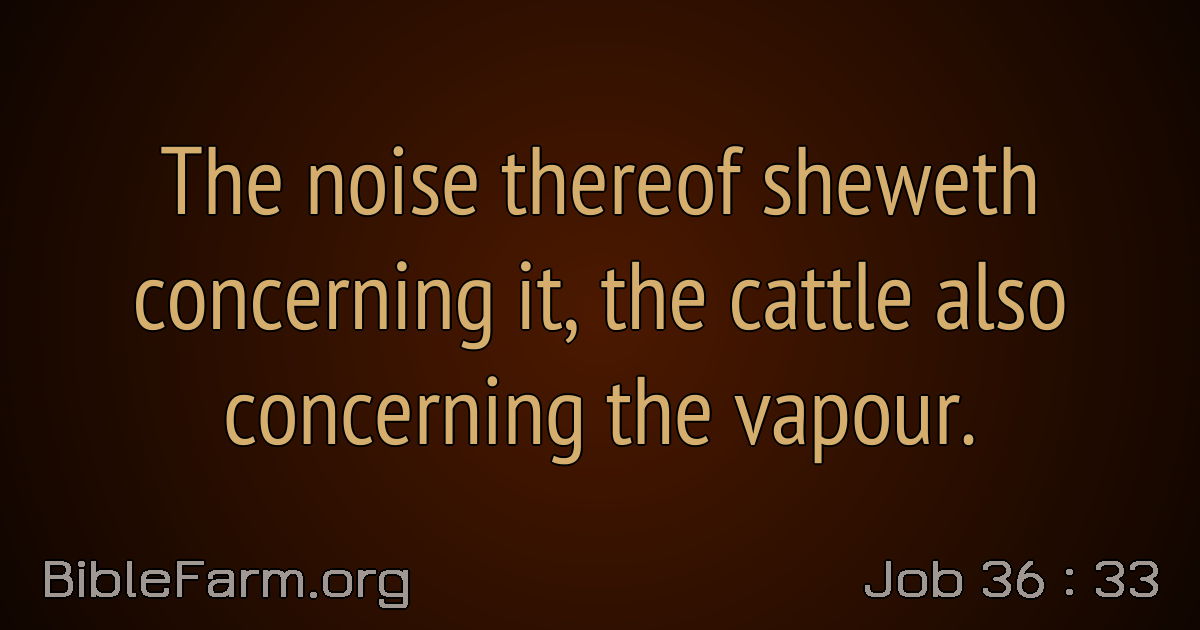 The noise thereof sheweth
concerning it, the cattle also
concerning the vapour.
BibleFarm.org
Job 36 : 33